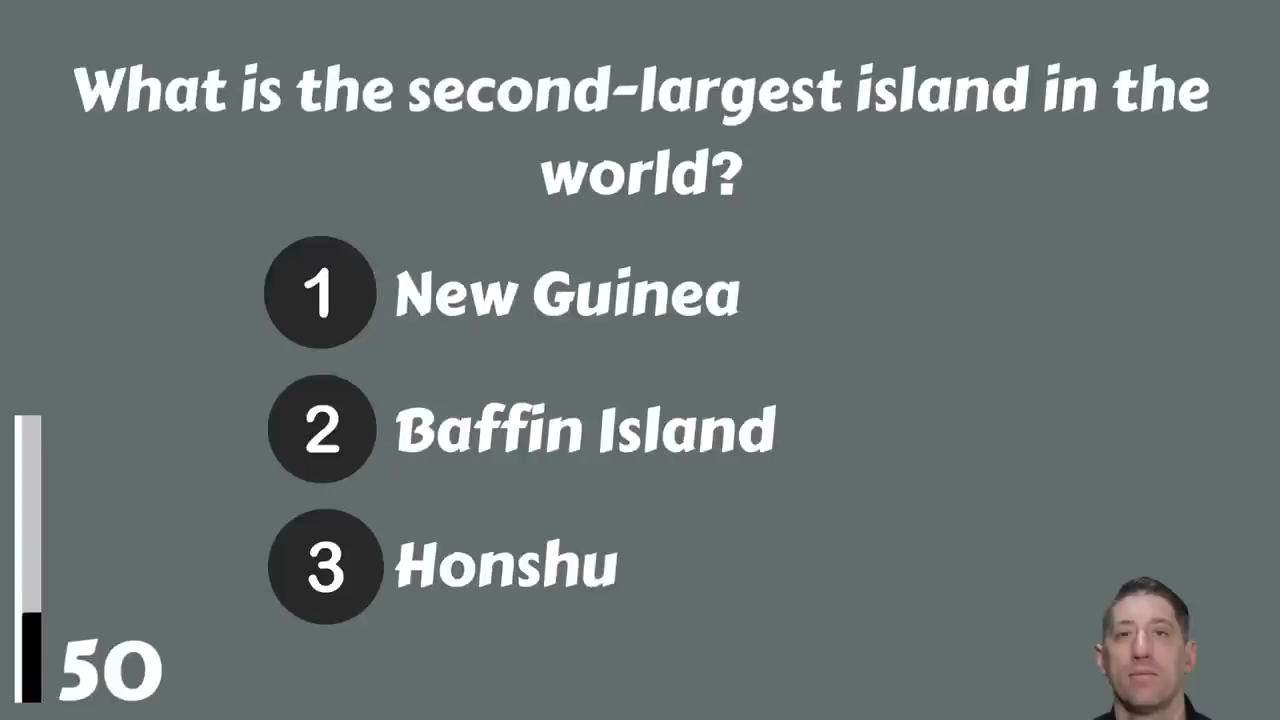 What is the second-largest island in the
world?
1 New Guinea
2 Baffin Island
3 Honshu
50